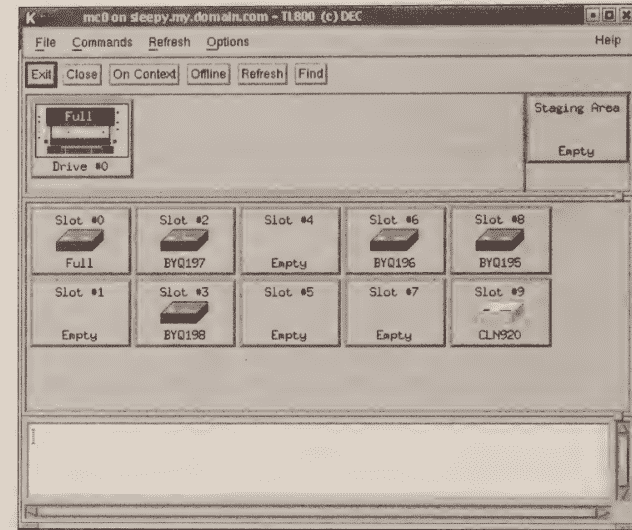 mc0 on sleepy.my.domain.com - TL800 (c) DEC
File Commands Refresh Options Help
Exit Close On Context Offline Refresh Find
Full
Drive #0
Staging Area
Empty
Slot #0 Slot #2 Slot #4 Slot #6 Slot #8
Full BYQ197 Empty BYQ196 BYQ195
Slot #1 Slot #3 Slot #5 Slot #7 Slot #9
Empty BYQ198 Empty Empty CLN920